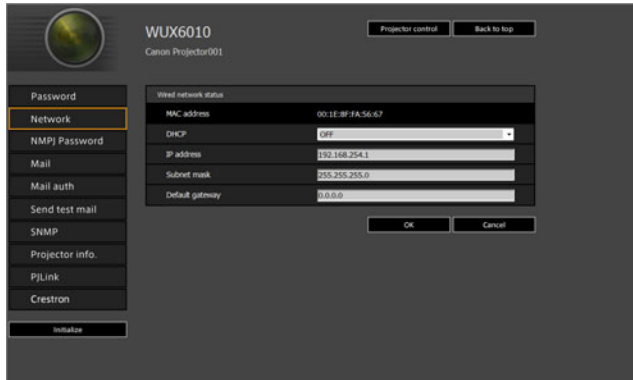 WUX6010
Projector control
Back to top
Canon Projector001
Password
Network
NMPJ Password
Mail
Mail auth
Send test mail
SNMP
Projector info.
PJLink
Crestron
Initialize
Wired network status
MAC address 00:1E:8F:FA:56:67
DHCP OFF
IP address 192.168.254.1
Subnet mask 255.255.255.0
Default gateway 0.0.0.0
OK
Cancel